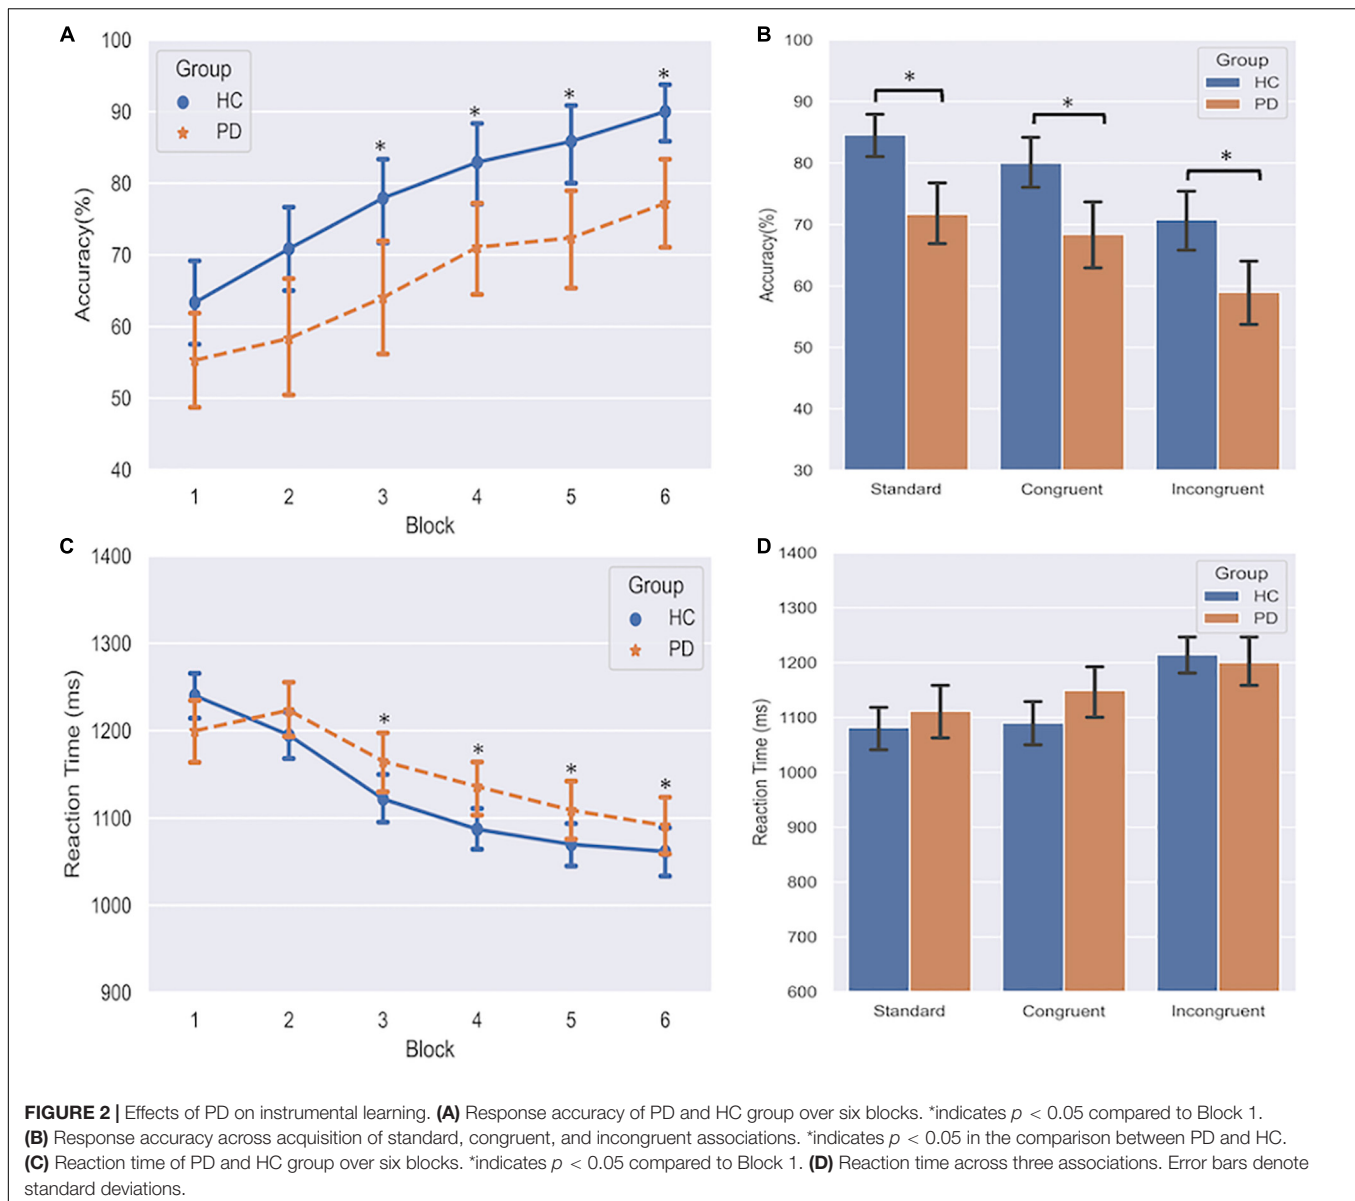 A
100
90
80
70
60
50
40
Accuracy(%)
Group
HC
PD
*
*
*
*
1 2 3 4 5 6
Block
B
100
90
80
70
60
50
40
30
Accuracy(%)
Group
HC
PD
*
*
*
Standard Congruent Incongruent
C
1400
1300
1200
1100
1000
900
Reaction Time (ms)
Group
HC
PD
*
*
*
*
1 2 3 4 5 6
Block
D
1400
1300
1200
1100
1000
900
800
700
600
Reaction Time (ms)
Group
HC
PD
Standard Congruent Incongruent
FIGURE 2 | Effects of PD on instrumental learning. (A) Response accuracy of PD and HC group over six blocks. *indicates p < 0.05 compared to Block 1.
(B) Response accuracy across acquisition of standard, congruent, and incongruent associations. *indicates p < 0.05 in the comparison between PD and HC.
(C) Reaction time of PD and HC group over six blocks. *indicates p < 0.05 compared to Block 1. (D) Reaction time across three associations. Error bars denote
standard deviations.